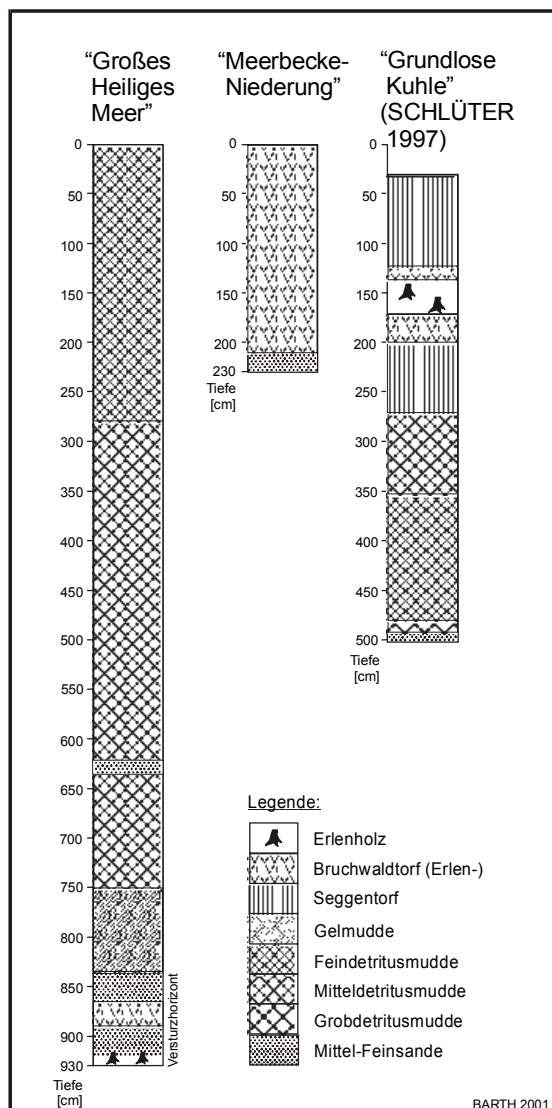 “Großes
Heiliges
Meer”
“Meerbecke-
Niederung”
“Grundlose
Kuhle”
(SCHLÜTER
1997)
0
50
100
150
200
250
300
350
400
450
500
550
600
650
700
750
800
850
900
930
Tiefe
[cm]
Versturzhorizont
0
50
100
150
200
230
Tiefe
[cm]
0
50
100
150
200
250
300
350
400
450
500
Tiefe
[cm]
Legende:
Erlenholz
Bruchwaldtorf (Erlen-)
Seggentorf
Gelmudde
Feindetritusmudde
Mitteldetritusmudde
Grobdetritusmudde
Mittel-Feinsande
BARTH 2001